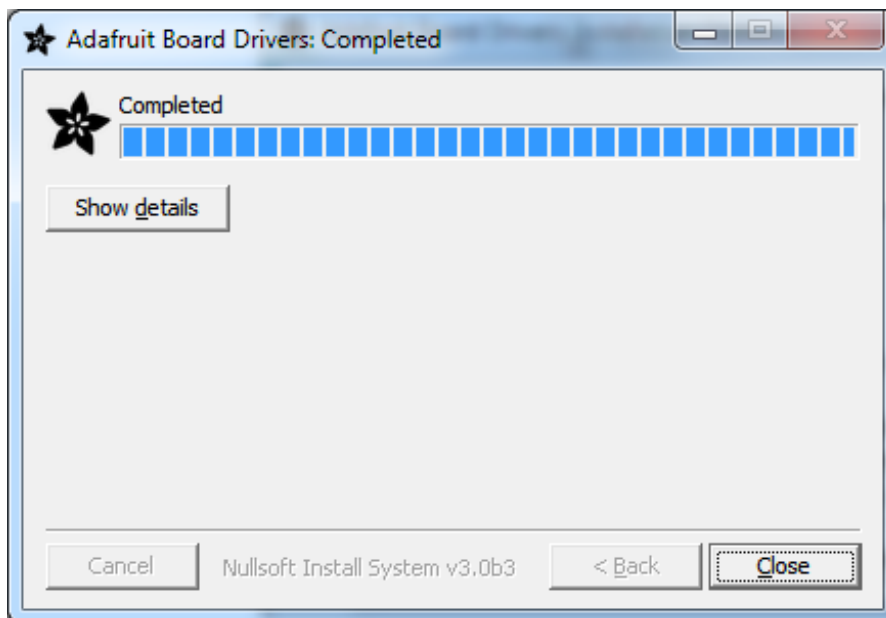 Adafruit Board Drivers: Completed
Completed
Show details
Cancel
Nullsoft Install System v3.0b3
< Back
Close